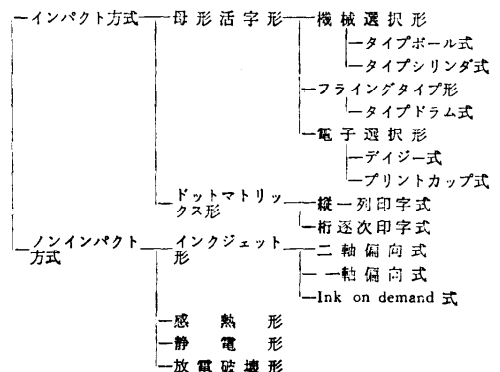 インパクト方式 母形活字形 機械選択形
タイプボール式
タイプシリンダ式
フライングタイプ形
タイプドラム式
電子選択形
デイジー式
プリントカップ式
ドットマトリックス形 縦一列印字式
桁逐次印字式
ノンインパクト方式 インクジェット形 二軸偏向式
一軸偏向式
Ink on demand 式
感熱形
静電形
放電破壊形